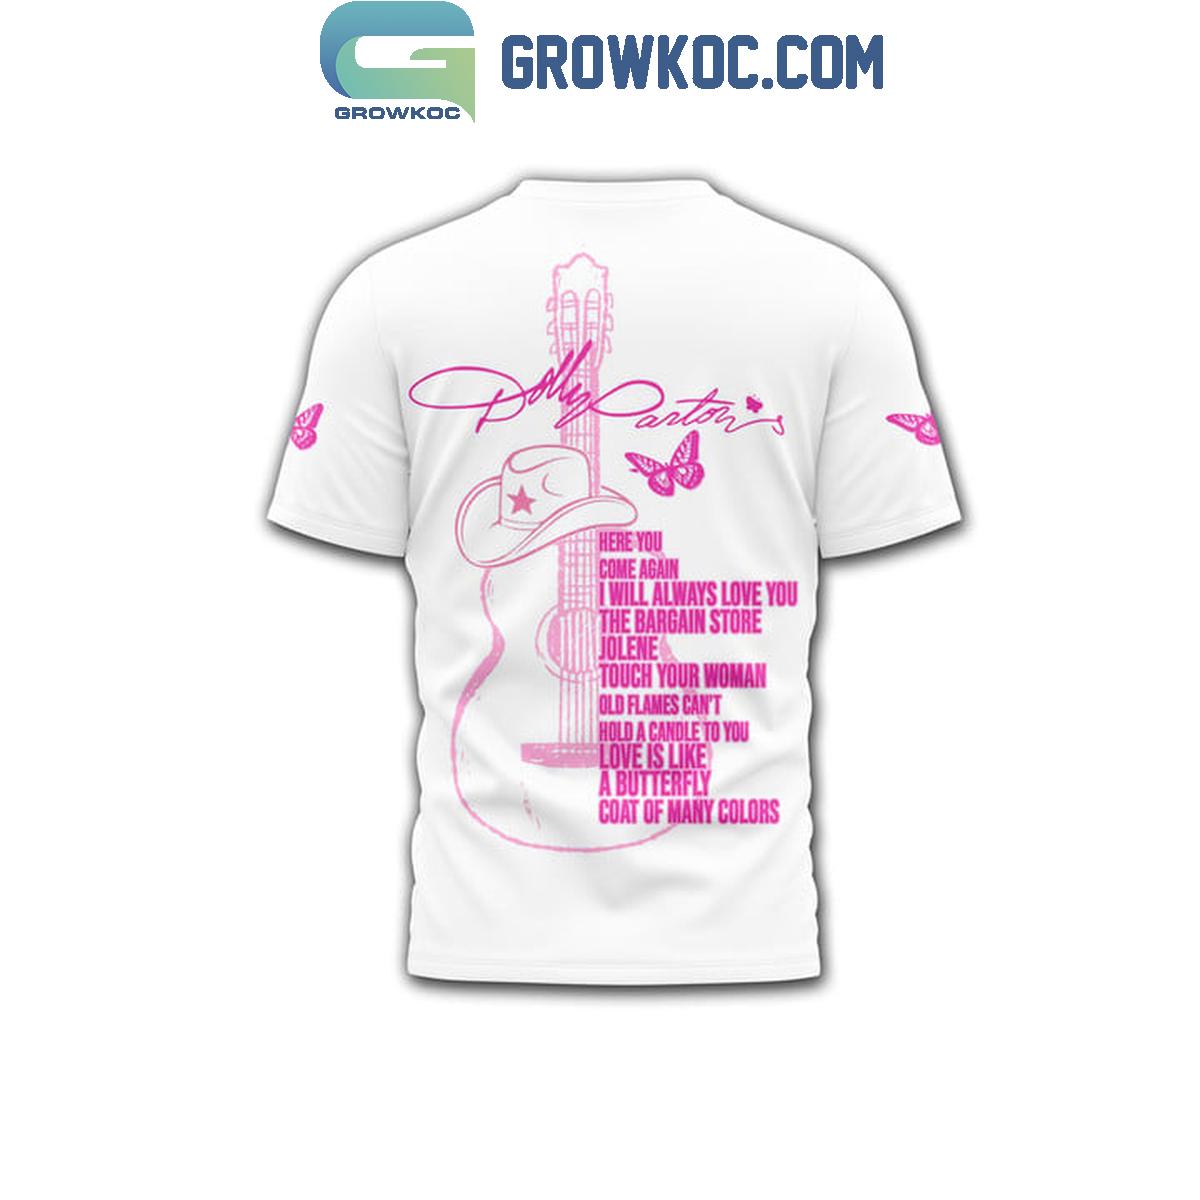 GROWKOC
GROWKOC.COM
Dolly Parton's
HERE YOU
COME AGAIN
I WILL ALWAYS LOVE YOU
THE BARGAIN STORE
JOLENE
TOUCH YOUR WOMAN
OLD FLAMES CAN'T
HOLD A CANDLE TO YOU
LOVE IS LIKE
A BUTTERFLY
COAT OF MANY COLORS